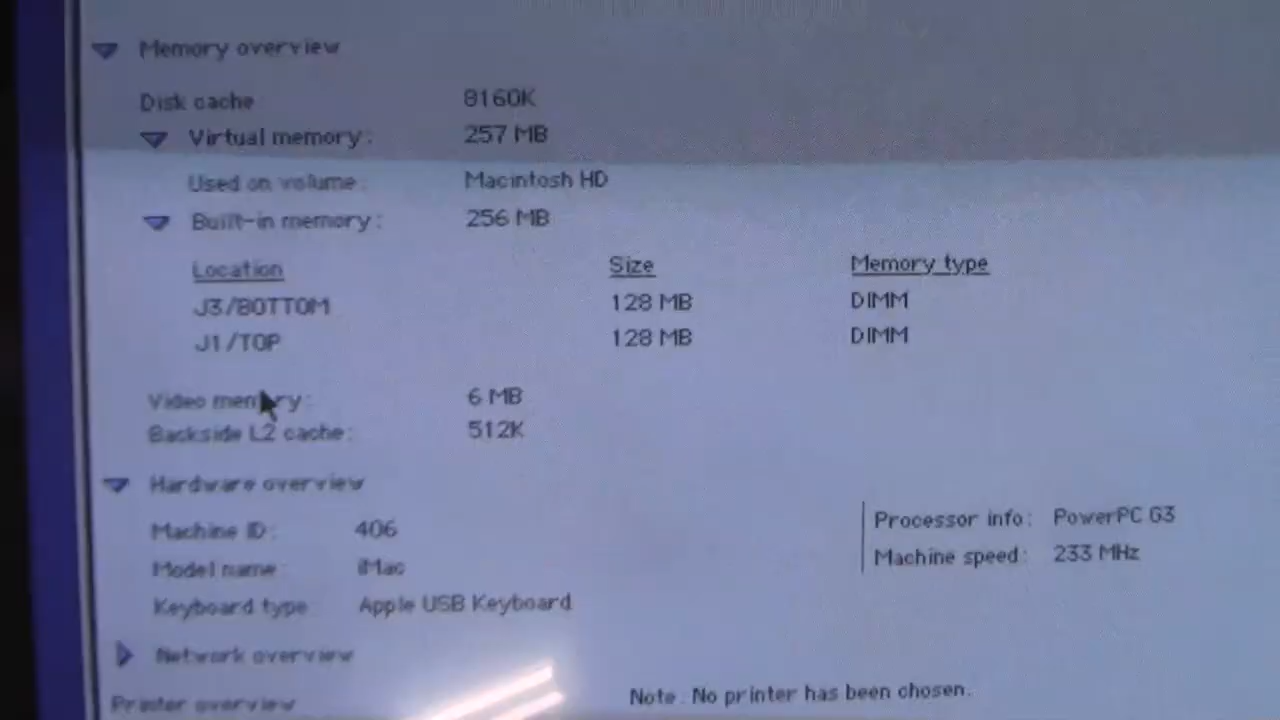 Memory overview
Disk cache 8160K
Virtual memory: 257 MB
Used on volume: Macintosh HD
Built-in memory: 256 MB
Location Size Memory type
J3/BOTTOM 128 MB DIMM
J1/TOP 128 MB DIMM
Video memory: 6 MB
Backside L2 cache: 512K
Hardware overview
Machine ID: 406 Processor info: PowerPC G3
Model name: iMac Machine speed: 233 MHz
Keyboard type Apple USB Keyboard
Network overview
Printer overview Note: No printer has been chosen.